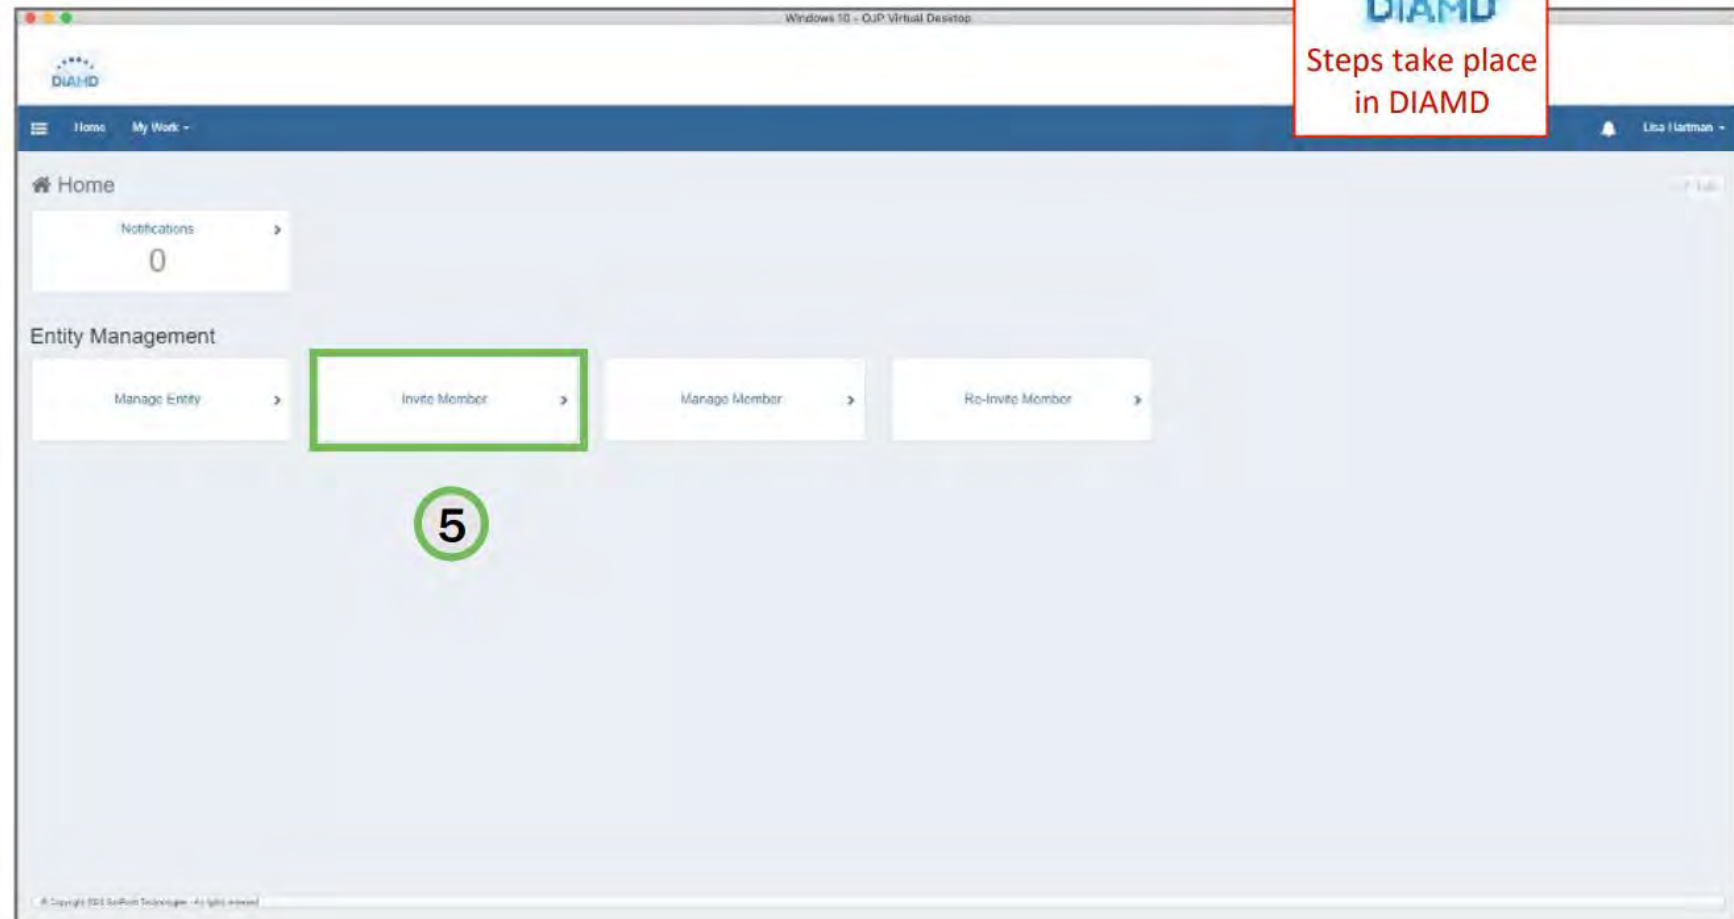 Windows 10 - OJP Virtual Desktop
DIAMD
Steps take place
in DIAMD
DIAMD
Home My Work
Lisa Hartman
Home
Notifications
0
Entity Management
Manage Entity
Invite Member
Manage Member
Re-Invite Member
5